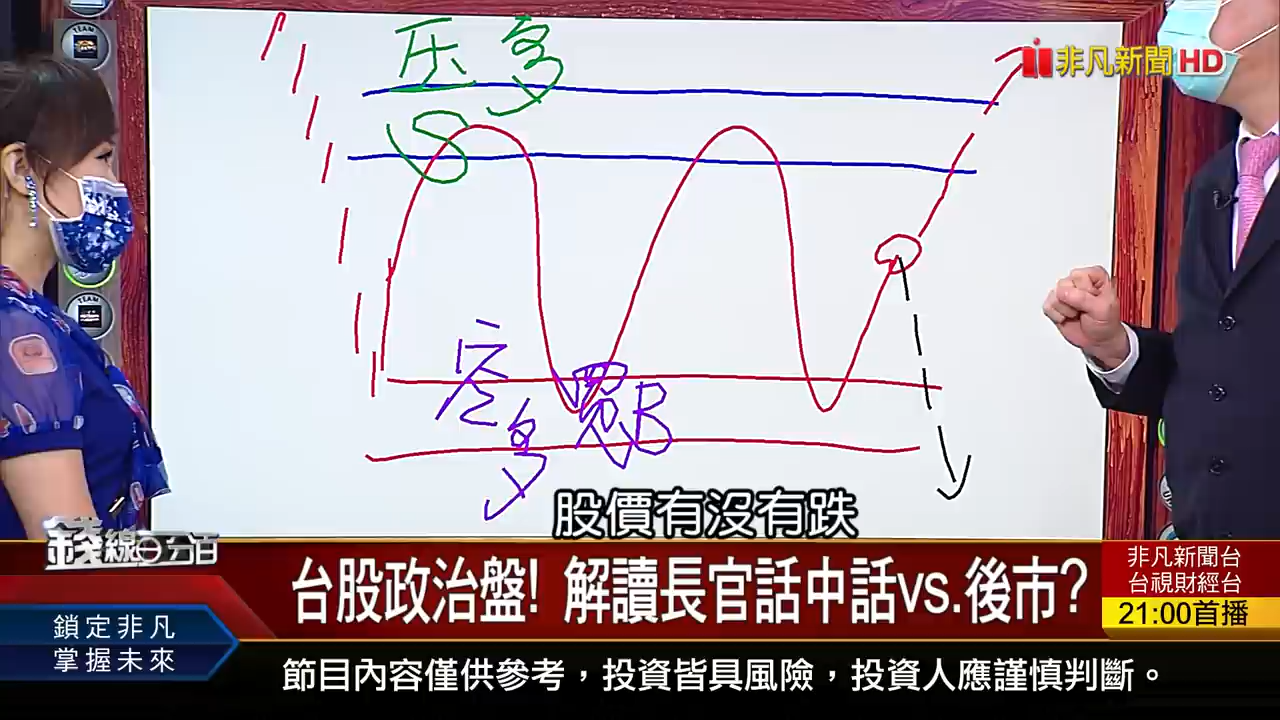 压多
S
非凡新聞HD
TEAM
TEAM
空多
買B
股價有沒有跌
錢線百分百
台股政治盤! 解讀長官話中話vs.後市?
非凡新聞台
台視財經台
21:00首播
鎖定非凡
掌握未來
節目內容僅供參考，投資皆具風險，投資人應謹慎判斷。